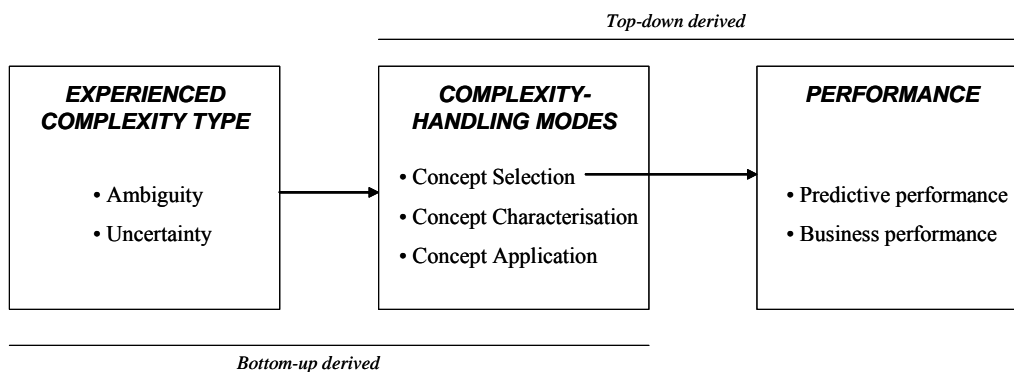 Top-down derived
EXPERIENCED
COMPLEXITY TYPE
• Ambiguity
• Uncertainty
COMPLEXITY-
HANDLING MODES
• Concept Selection
• Concept Characterisation
• Concept Application
PERFORMANCE
• Predictive performance
• Business performance
Bottom-up derived